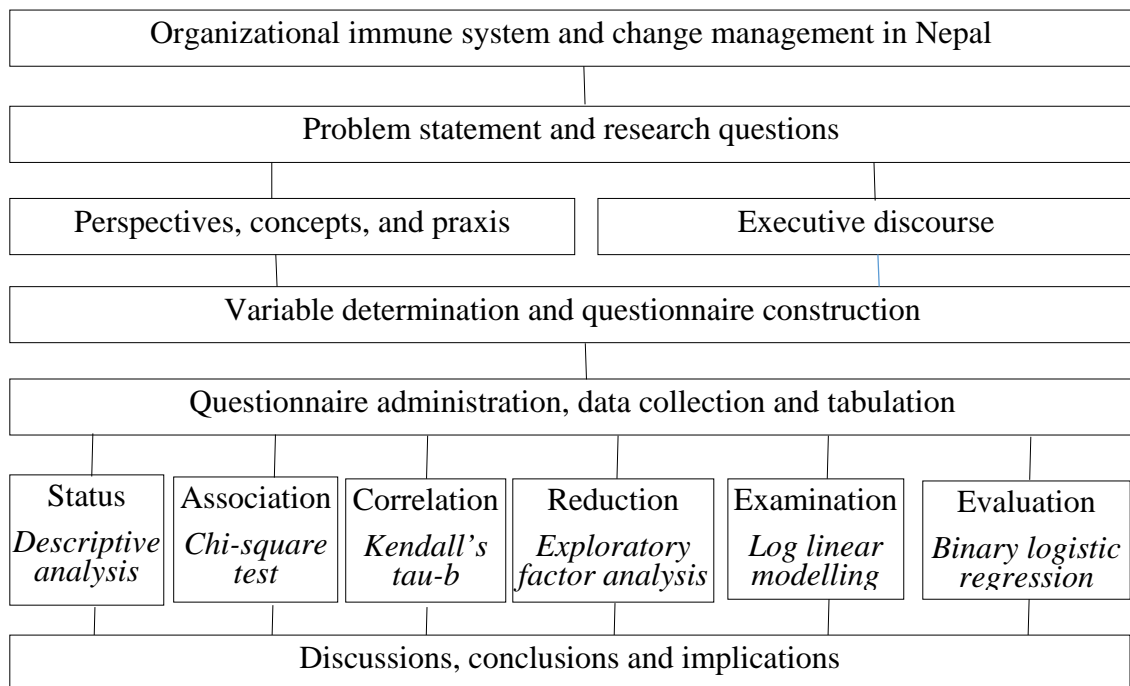 Organizational immune system and change management in Nepal
Problem statement and research questions
Perspectives, concepts, and praxis
Executive discourse
Variable determination and questionnaire construction
Questionnaire administration, data collection and tabulation
Status
Descriptive
analysis
Association
Chi-square
test
Correlation
Kendall’s
tau-b
Reduction
Exploratory
factor analysis
Examination
Log linear
modelling
Evaluation
Binary logistic
regression
Discussions, conclusions and implications